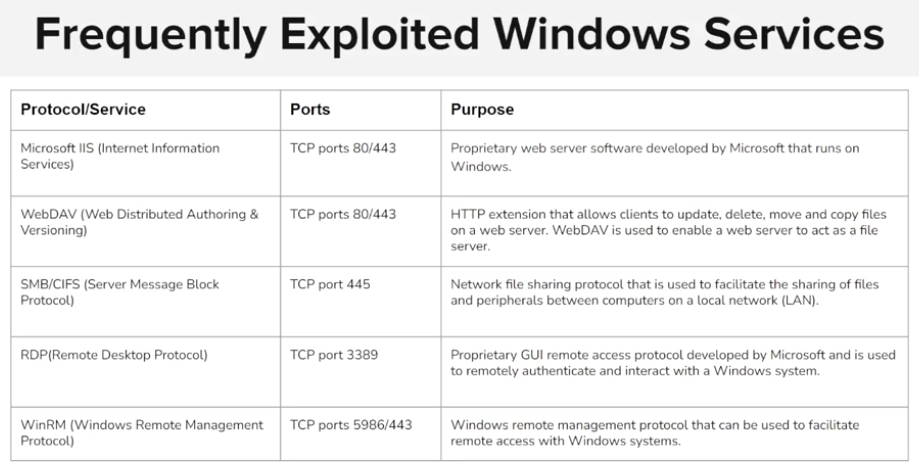 Frequently Exploited Windows Services
Protocol/Service
Ports
Purpose
Microsoft IIS (Internet Information
Services)
TCP ports 80/443
Proprietary web server software developed by Microsoft that runs on
Windows.
WebDAV (Web Distributed Authoring &
Versioning)
TCP ports 80/443
HTTP extension that allows clients to update, delete, move and copy files
on a web server. WebDAV is used to enable a web server to act as a file
server.
SMB/CIFS (Server Message Block
Protocol)
TCP port 445
Network file sharing protocol that is used to facilitate the sharing of files
and peripherals between computers on a local network (LAN).
RDP(Remote Desktop Protocol)
TCP port 3389
Proprietary GUI remote access protocol developed by Microsoft and is used
to remotely authenticate and interact with a Windows system.
WinRM (Windows Remote Management
Protocol)
TCP ports 5986/443
Windows remote management protocol that can be used to facilitate
remote access with Windows systems.